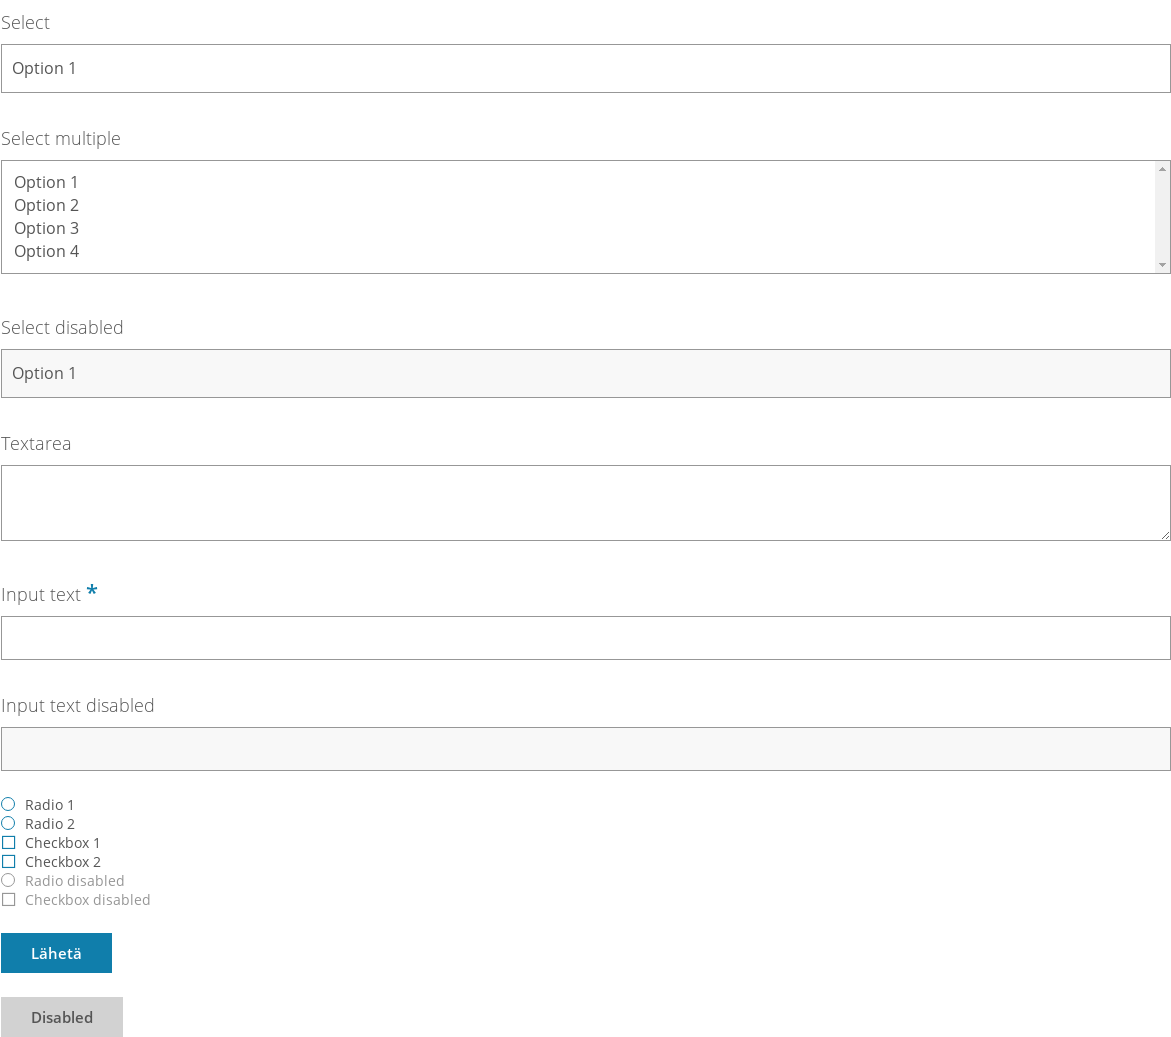 Select
Option 1
Select multiple
Option 1
Option 2
Option 3
Option 4
Select disabled
Option 1
Textarea
Input text *
Input text disabled
Radio 1
Radio 2
Checkbox 1
Checkbox 2
Radio disabled
Checkbox disabled
Lähetä
Disabled